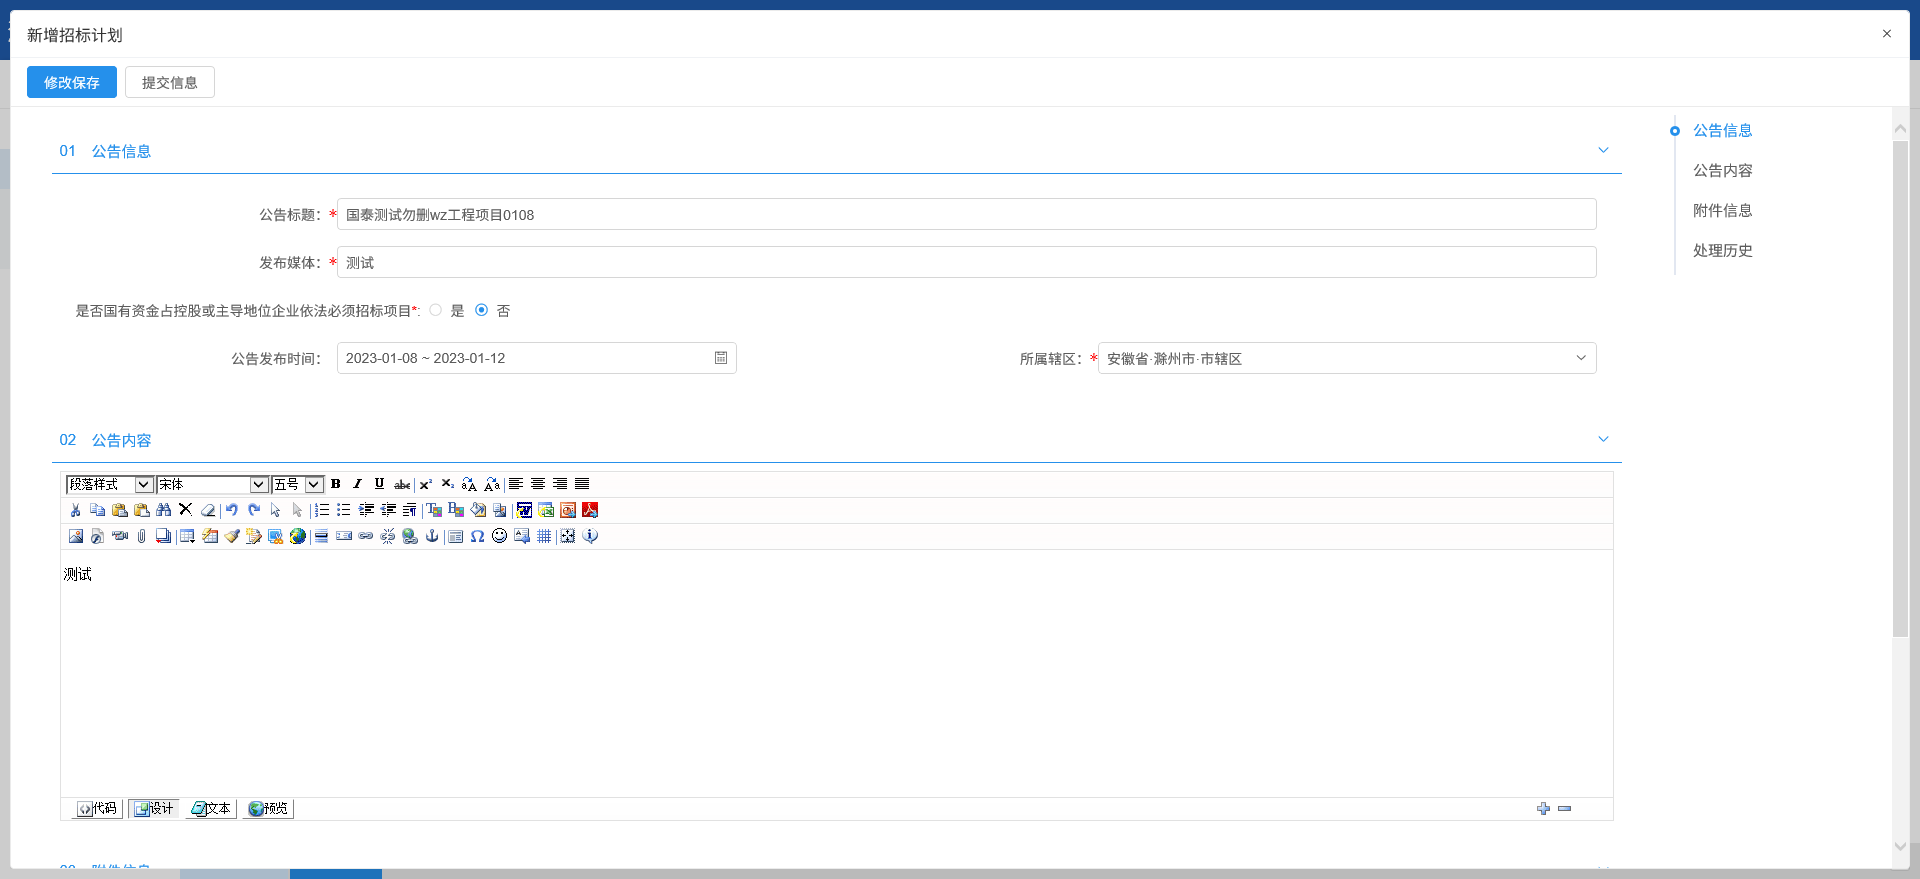 新增招标计划
×
修改保存 提交信息
01 公告信息
公告标题：*国泰测试勿删wz工程项目0108
发布媒体：*测试
是否国有资金占控股或主导地位企业依法必须招标项目*: 是 否
公告发布时间： 2023-01-08 ~ 2023-01-12
所属辖区：*安徽省·滁州市·市辖区
02 公告内容
段落样式 宋体 五号
测试
代码 设计 文本 预览
公告信息
公告内容
附件信息
处理历史